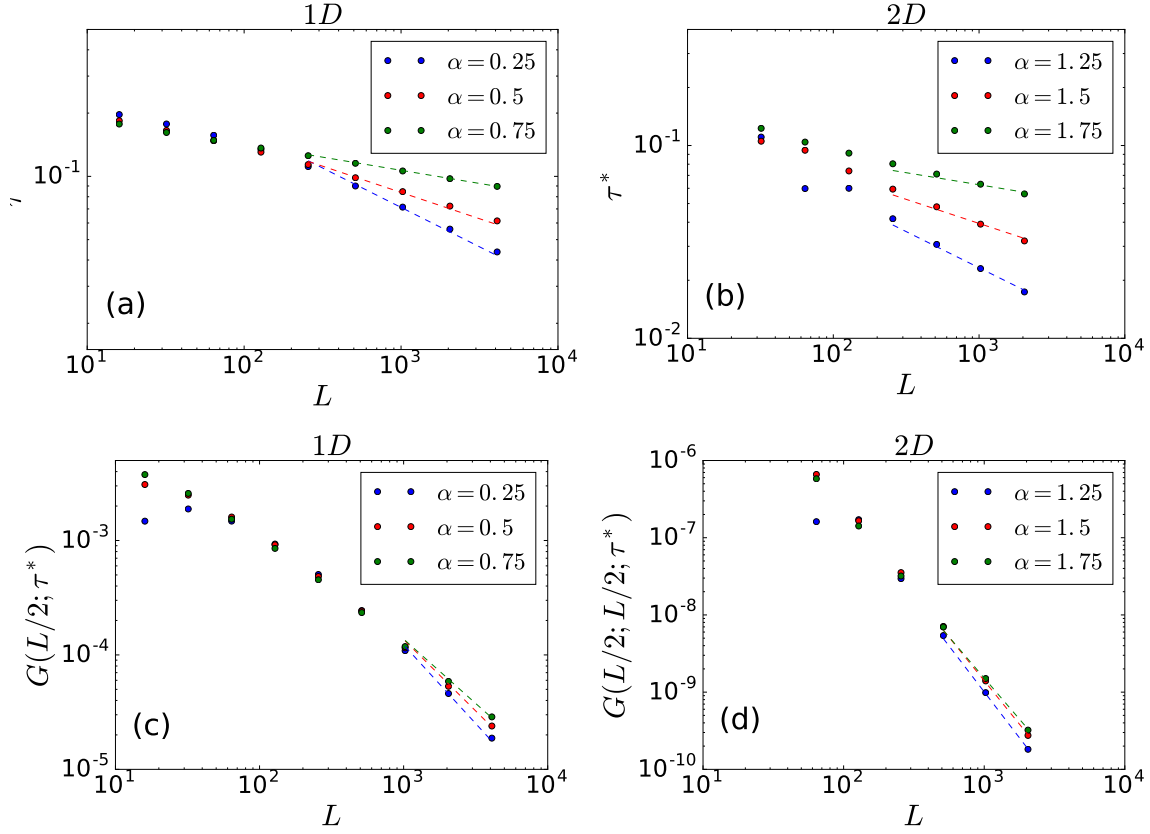 1D
α = 0.25
α = 0.5
α = 0.75
10^{-1}
(a)
10^1 10^2 10^3 10^4
L
2D
α = 1.25
α = 1.5
α = 1.75
τ^*
10^{-1}
10^{-2}
(b)
10^1 10^2 10^3 10^4
L
1D
α = 0.25
α = 0.5
α = 0.75
G(L/2; τ^*)
10^{-3}
10^{-4}
10^{-5}
(c)
10^1 10^2 10^3 10^4
L
2D
α = 1.25
α = 1.5
α = 1.75
G(L/2; L/2; τ^*)
10^{-6}
10^{-7}
10^{-8}
10^{-9}
10^{-10}
(d)
10^1 10^2 10^3 10^4
L